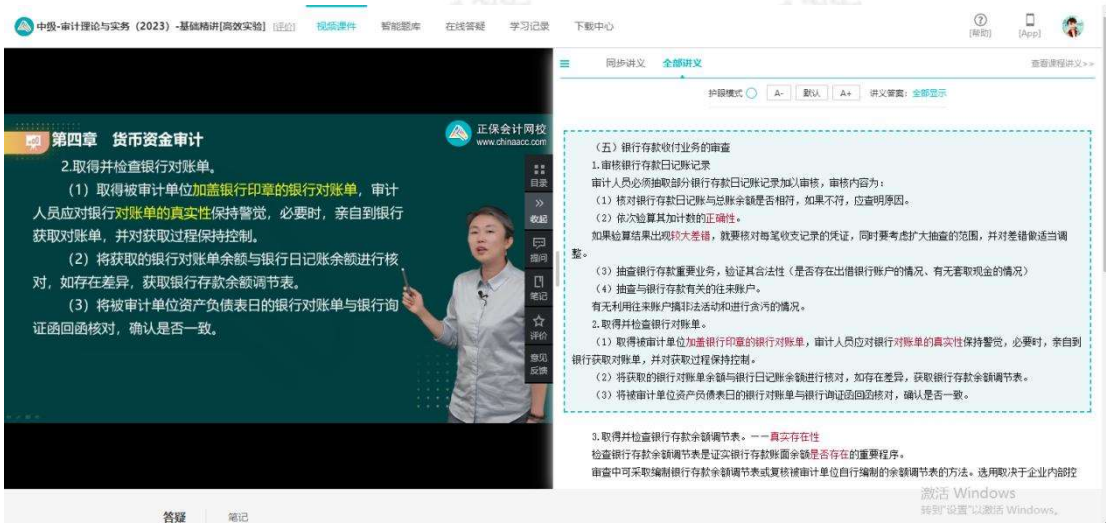 中级-审计理论与实务（2023）-基础精讲[高效实验] [评价] 视频课件 智能题库 在线答疑 学习记录 下载中心
[帮助] [App]
第四章 货币资金审计
正保会计网校
www.chinaacc.com
2.取得并检查银行对账单。
（1）取得被审计单位加盖银行印章的银行对账单，审计
人员应对银行对账单的真实性保持警觉，必要时，亲自到银行
获取对账单，并对获取过程保持控制。
（2）将获取的银行对账单余额与银行日记账余额进行核
对，如存在差异，获取银行存款余额调节表。
（3）将被审计单位资产负债表日的银行对账单与银行询
证函回函核对，确认是否一致。
目录
收起
提问
笔记
评价
意见
反馈
同步讲义 全部讲义 查看课程讲义>>
护眼模式 A- 默认 A+ 讲义答案：全部显示
（五）银行存款收付业务的审查
1.审核银行存款日记账记录
审计人员必须抽取部分银行存款日记账记录加以审核，审核内容为：
（1）核对银行存款日记账与总账余额是否相符，如果不符，应查明原因。
（2）依次验算其加计数的正确性。
如果验算结果出现较大差错，就要核对每笔收支记录的凭证，同时要考虑扩大抽查的范围，并对差错做适当调
整。
（3）抽查银行存款重要业务，验证其合法性（是否存在出借银行账户的情况、有无套取现金的情况）
（4）抽查与银行存款有关的往来账户。
有无利用往来账户搞非法活动和进行贪污的情况。
2.取得并检查银行对账单。
（1）取得被审计单位加盖银行印章的银行对账单，审计人员应对银行对账单的真实性保持警觉，必要时，亲自到
银行获取对账单，并对获取过程保持控制。
（2）将获取的银行对账单余额与银行日记账余额进行核对，如存在差异，获取银行存款余额调节表。
（3）将被审计单位资产负债表日的银行对账单与银行询证函回函核对，确认是否一致。
3.取得并检查银行存款余额调节表。——真实存在性
检查银行存款余额调节表是证实银行存款账面余额是否存在的重要程序。
审查中可采取编制银行存款余额调节表或复核被审计单位自行编制的余额调节表的方法。选用取决于企业内部控
激活 Windows
转到"设置"以激活 Windows。
答疑 笔记